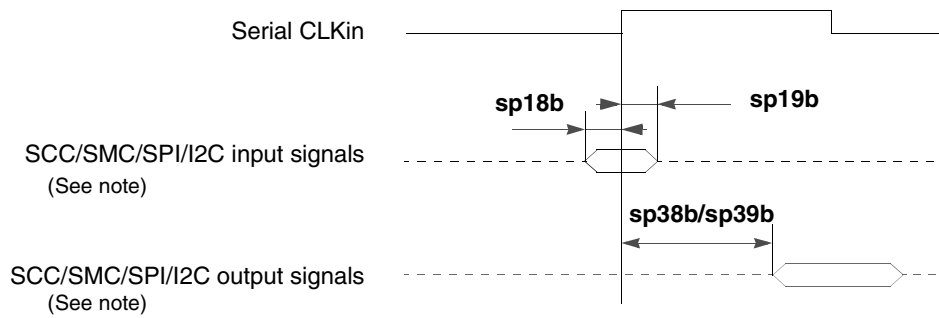 Serial CLKin
sp18b
sp19b
SCC/SMC/SPI/I2C input signals
(See note)
sp38b/sp39b
SCC/SMC/SPI/I2C output signals
(See note)